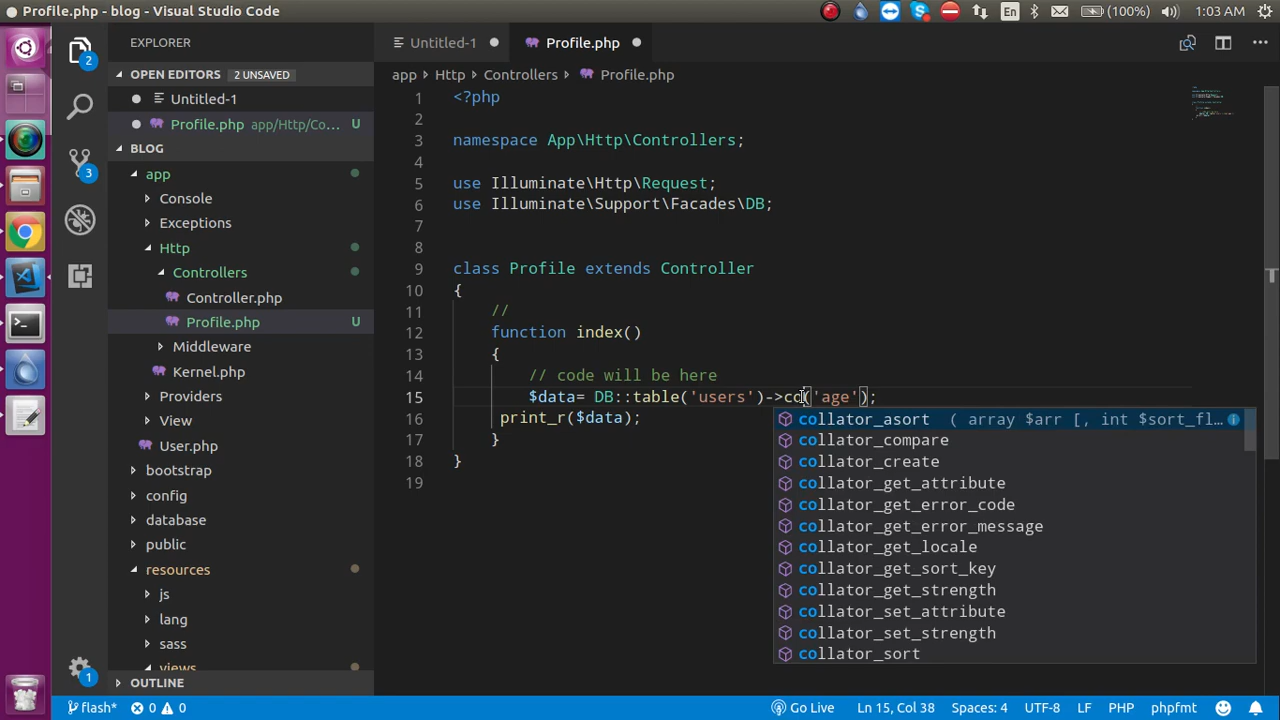 Profile.php - blog - Visual Studio Code
En
(100%)
1:03 AM
2
3
1
EXPLORER
OPEN EDITORS 2 UNSAVED
Untitled-1
Profile.php app/Http/Co... U
BLOG
app
Console
Exceptions
Http
Controllers
Controller.php
Profile.php U
Middleware
Kernel.php
Providers
User.php
bootstrap
config
database
public
resources
js
lang
sass
views
OUTLINE
Untitled-1
Profile.php
app Http Controllers Profile.php
1 <?php
2
3 namespace App\Http\Controllers;
4
5 use Illuminate\Http\Request;
6 use Illuminate\Support\Facades\DB;
7
8
9 class Profile extends Controller
10 {
11 //
12 function index()
13 {
14 // code will be here
15 $data= DB::table('users')->co('age');
16 print_r($data);
17 }
18 }
19
collator_asort ( array $arr [, int $sort_fl...
collator_compare
collator_create
collator_get_attribute
collator_get_error_code
collator_get_error_message
collator_get_locale
collator_get_sort_key
collator_get_strength
collator_set_attribute
collator_set_strength
collator_sort
flash* 0 0
Go Live Ln 15, Col 38 Spaces: 4 UTF-8 LF PHP phpfmt